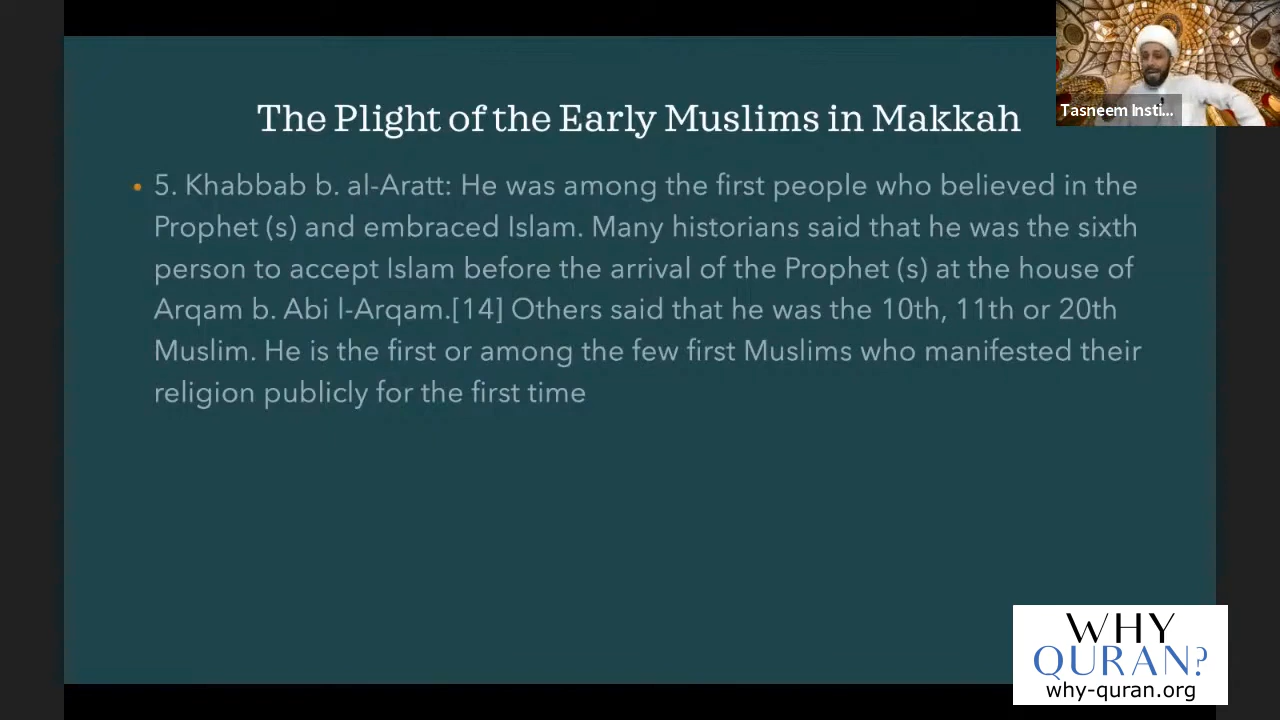 Tasneem Insti...
The Plight of the Early Muslims in Makkah
• 5. Khabbab b. al-Aratt: He was among the first people who believed in the
Prophet (s) and embraced Islam. Many historians said that he was the sixth
person to accept Islam before the arrival of the Prophet (s) at the house of
Arqam b. Abi l-Arqam.[14] Others said that he was the 10th, 11th or 20th
Muslim. He is the first or among the few first Muslims who manifested their
religion publicly for the first time
WHY
QURAN?
why-quran.org